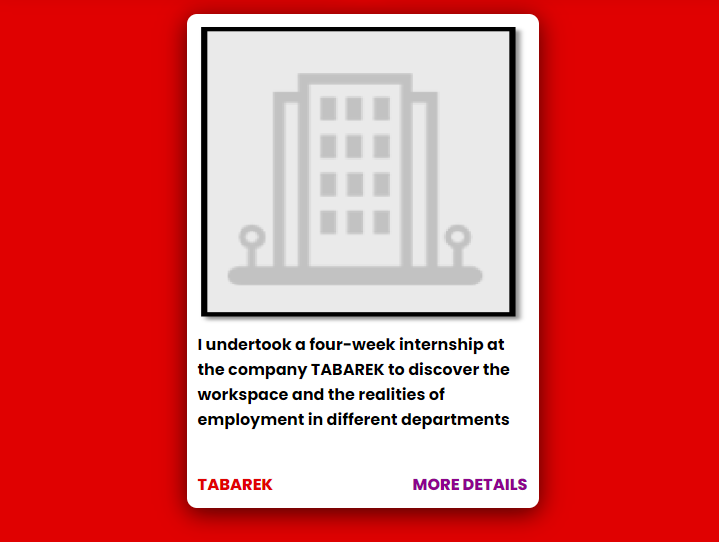 I undertook a four-week internship at
the company TABAREK to discover the
workspace and the realities of
employment in different departments
TABAREK
MORE DETAILS